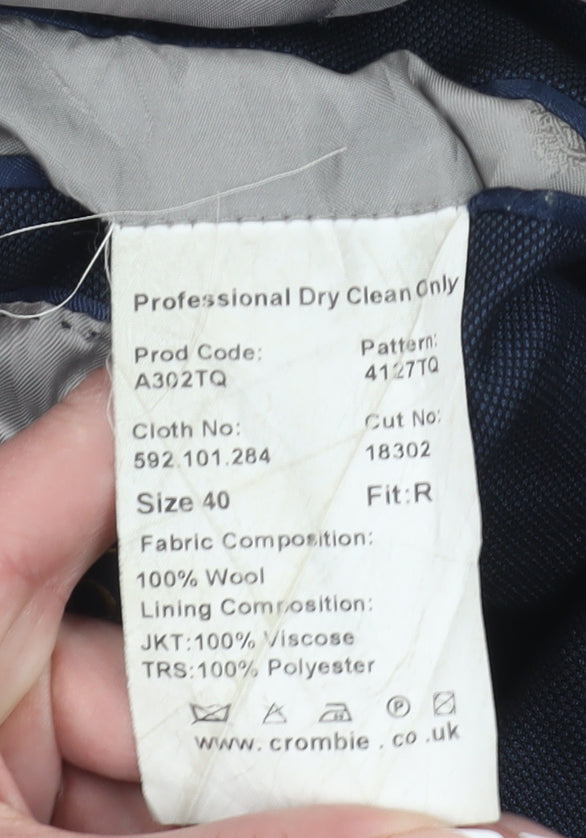 Professional Dry Clean Only
Prod Code: Pattern:
A302TQ 4127TQ
Cloth No: Cut No:
592.101.284 18302
Size 40 Fit:R
Fabric Composition:
100% Wool
Lining Composition:
JKT:100% Viscose
TRS:100% Polyester
P
www. crombie . co .uk